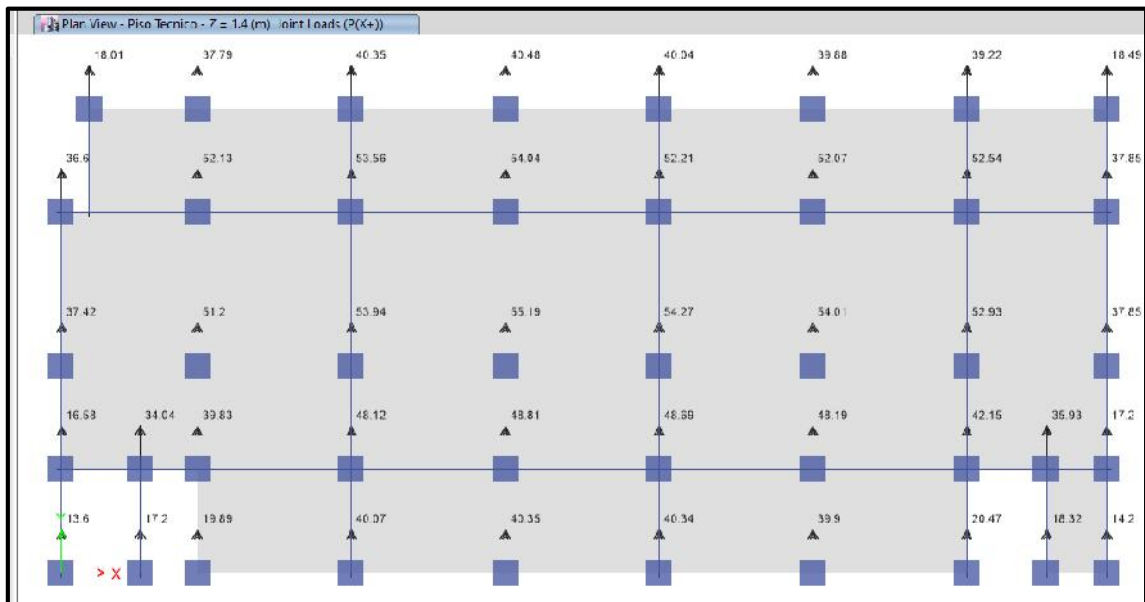 Plan View - Piso Tecnico - Z = 1.4 (m) Joint Loads (P(X+))
18.01 37.79 40.35 40.48 40.04 39.88 39.22 18.49
36.6 52.13 53.56 54.04 52.21 52.07 52.54 37.85
37.42 51.2 53.94 55.19 54.27 54.01 52.93 37.85
16.58 34.04 39.83 48.12 48.81 48.69 48.19 42.15 35.93 17.2
13.6 17.2 19.89 40.07 40.35 40.34 39.9 20.47 18.32 14.2
Y
> X